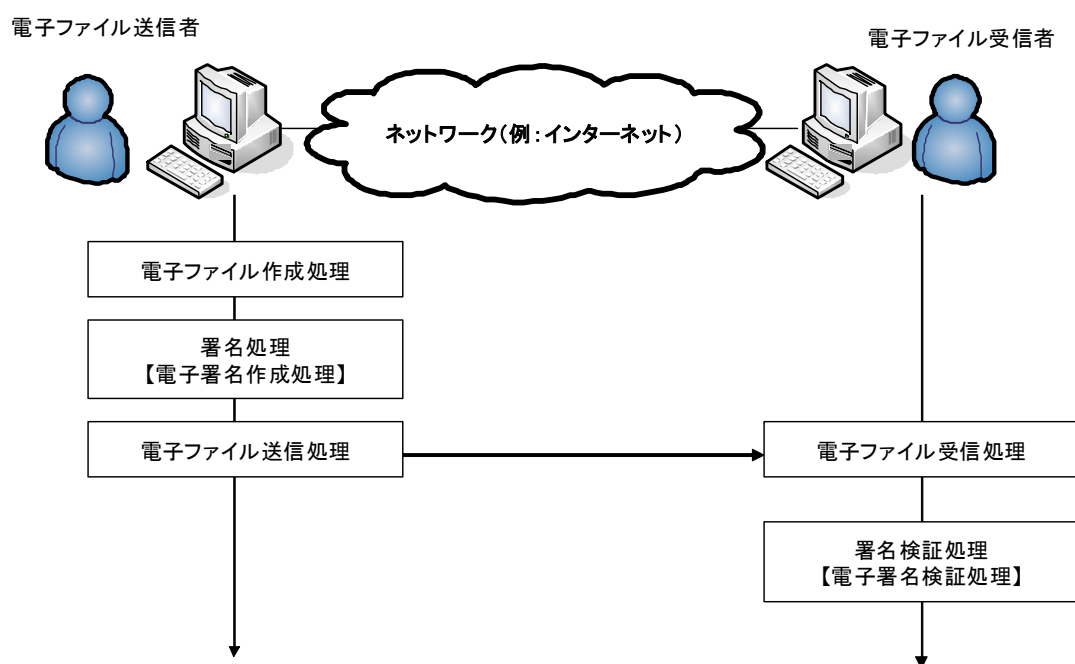 電子ファイル送信者
電子ファイル受信者
ネットワーク(例:インターネット)
電子ファイル作成処理
署名処理
【電子署名作成処理】
電子ファイル送信処理
電子ファイル受信処理
署名検証処理
【電子署名検証処理】